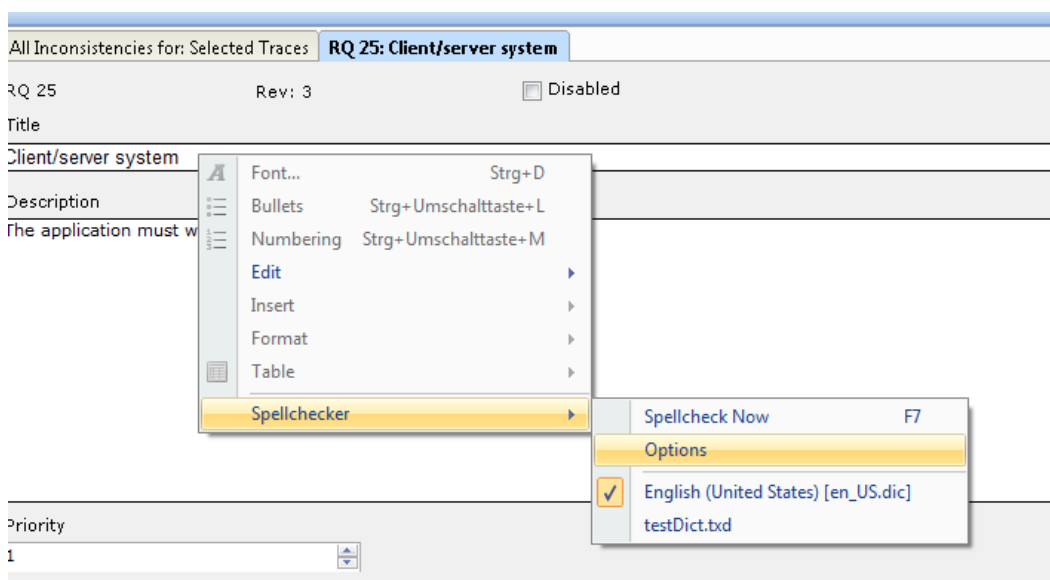 All Inconsistencies for: Selected Traces RQ 25: Client/server system
RQ 25 Rev: 3 Disabled
Title
Client/server system
Description
The application must w
Font... Strg+D
Bullets Strg+Umschalttaste+L
Numbering Strg+Umschalttaste+M
Edit
Insert
Format
Table
Spellchecker
Spellcheck Now F7
Options
English (United States) [en_US.dic]
testDict.txd
Priority
1